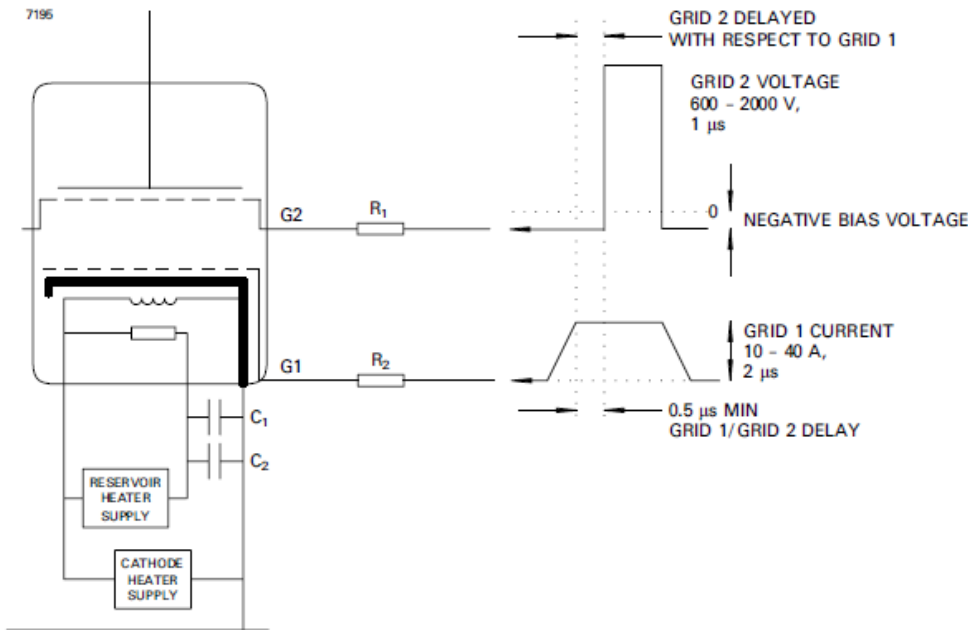 7195
GRID 2 DELAYED
WITH RESPECT TO GRID 1
GRID 2 VOLTAGE
600 – 2000 V,
1 μs
G2
R1
0
NEGATIVE BIAS VOLTAGE
G1
R2
GRID 1 CURRENT
10 – 40 A,
2 μs
0.5 μs MIN
GRID 1/GRID 2 DELAY
C1
C2
RESERVOIR
HEATER
SUPPLY
CATHODE
HEATER
SUPPLY